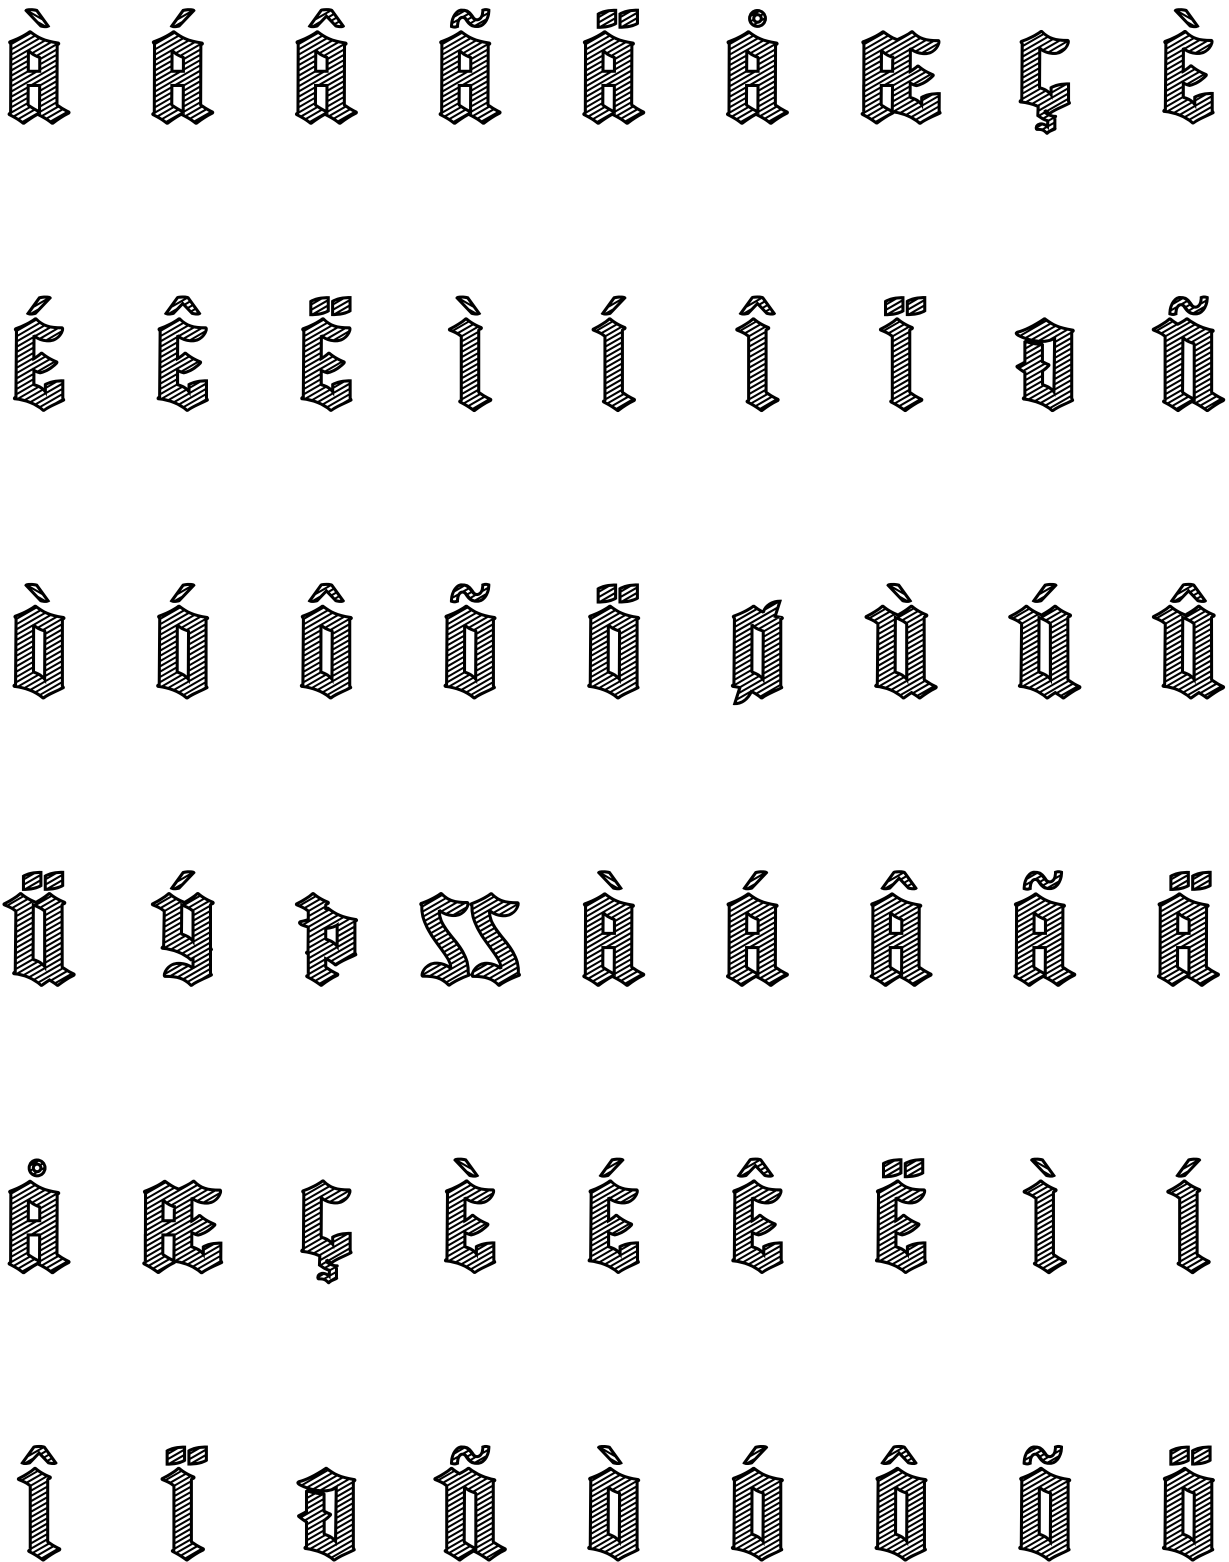 À Á Â Ã Ä Å Æ Ç È
É Ê Ë Ì Í Î Ï Ð Ñ
Ò Ó Ô Õ Ö Ø Ù Ú Û
Ü Ý Þ SS À Á Â Ã Ä
Å Æ Ç È É Ê Ë Ì Í
Î Ï Ð Ñ Ò Ó Ô Õ Ö